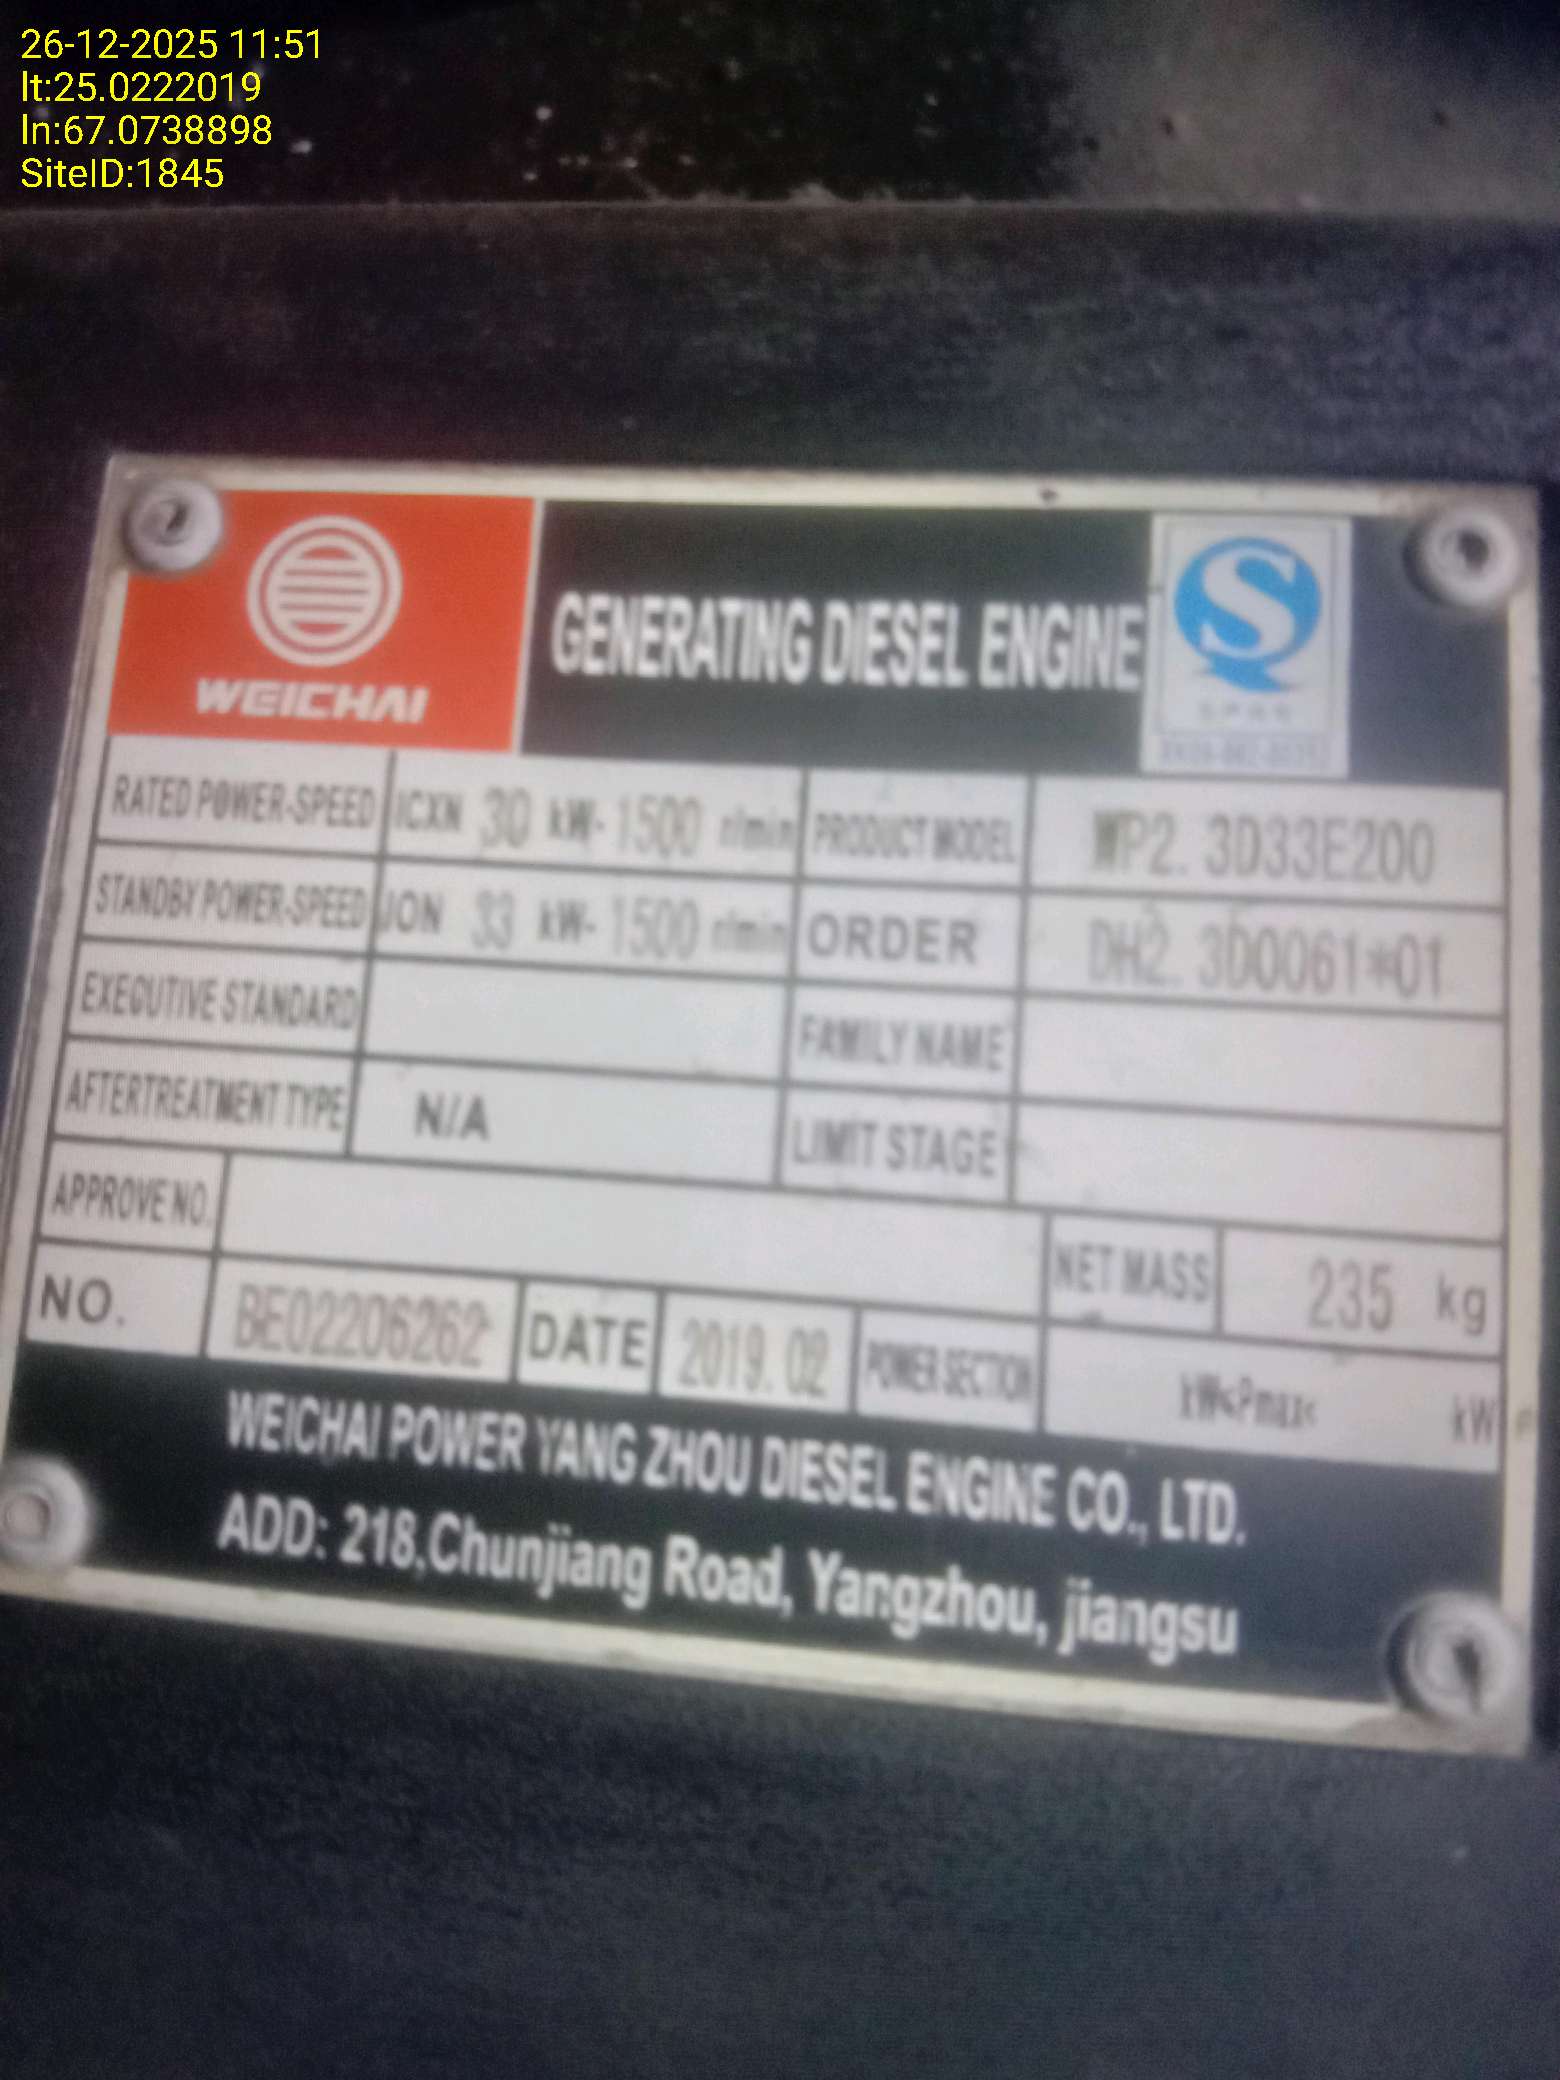 26-12-2025 11:51
lt:25.0222019
ln:67.0738898
SiteID:1845
WEICHAI
GENERATING DIESEL ENGINE
S
RATED POWER-SPEED ICXN 30 kW- 1500 r/min PRODUCT MODEL WP2. 3D33E200
STANDBY POWER-SPEED ION 33 kW- 1500 r/min ORDER DH2. 3D0061*01
EXECUTIVE STANDARD FAMILY NAME
AFTERTREATMENT TYPE N/A LIMIT STAGE
APPROVE NO. NET MASS 235 kg
NO. BE02206262 DATE 2019. 02 POWER SECTION kW<Pmax< kW
WEICHAI POWER YANG ZHOU DIESEL ENGINE CO., LTD.
ADD: 218,Chunjiang Road, Yangzhou, jiangsu